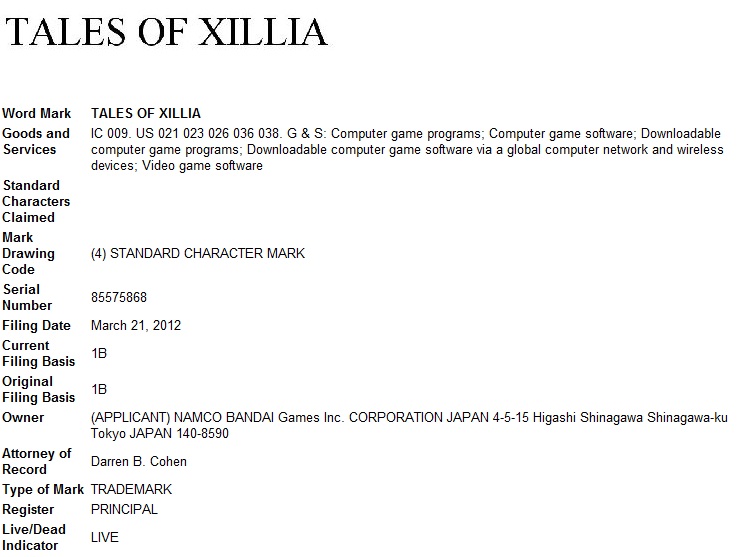 TALES OF XILLIA
Word Mark TALES OF XILLIA
Goods and Services IC 009. US 021 023 026 036 038. G & S: Computer game programs; Computer game software; Downloadable
computer game programs; Downloadable computer game software via a global computer network and wireless
devices; Video game software
Standard
Characters
Claimed
Mark
Drawing
Code
(4) STANDARD CHARACTER MARK
Serial
Number
85575868
Filing Date March 21, 2012
Current
Filing Basis
1B
Original
Filing Basis
1B
Owner (APPLICANT) NAMCO BANDAI Games Inc. CORPORATION JAPAN 4-5-15 Higashi Shinagawa Shinagawa-ku
Tokyo JAPAN 140-8590
Attorney of
Record
Darren B. Cohen
Type of Mark TRADEMARK
Register PRINCIPAL
Live/Dead
Indicator
LIVE